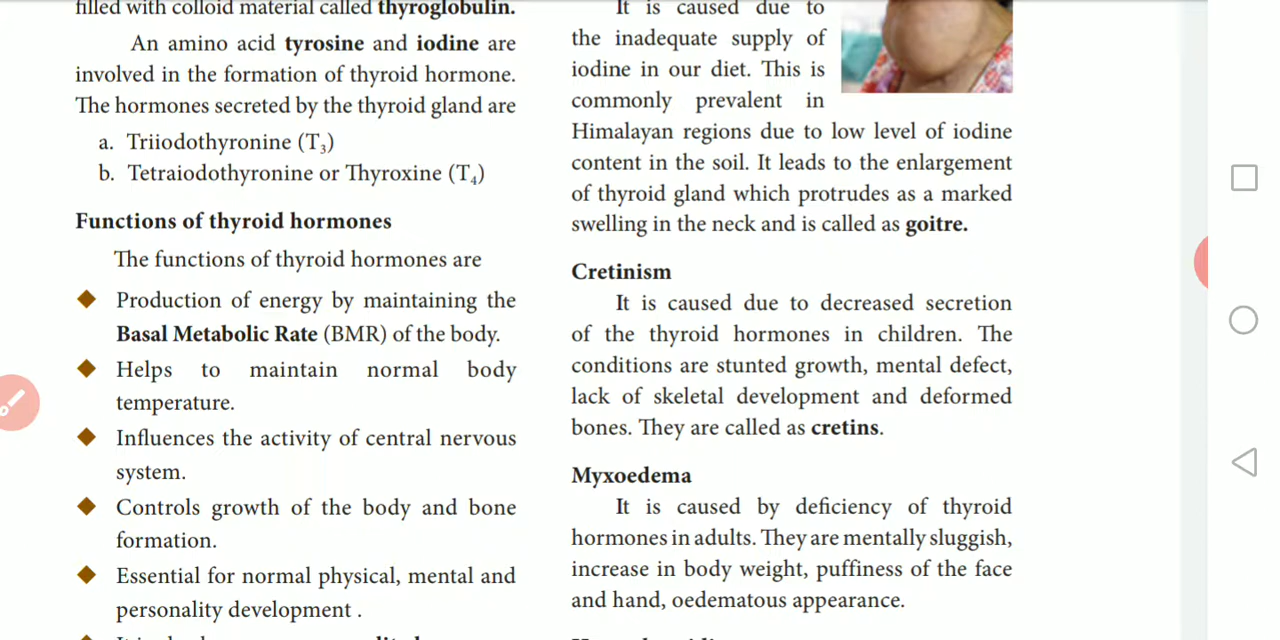 filled with colloid material called thyroglobulin.
An amino acid tyrosine and iodine are
involved in the formation of thyroid hormone.
The hormones secreted by the thyroid gland are
a. Triiodothyronine (T₃)
b. Tetraiodothyronine or Thyroxine (T₄)
Functions of thyroid hormones
The functions of thyroid hormones are
Production of energy by maintaining the
Basal Metabolic Rate (BMR) of the body.
Helps to maintain normal body
temperature.
Influences the activity of central nervous
system.
Controls growth of the body and bone
formation.
Essential for normal physical, mental and
personality development .
It is caused due to
the inadequate supply of
iodine in our diet. This is
commonly prevalent in
Himalayan regions due to low level of iodine
content in the soil. It leads to the enlargement
of thyroid gland which protrudes as a marked
swelling in the neck and is called as goitre.
Cretinism
It is caused due to decreased secretion
of the thyroid hormones in children. The
conditions are stunted growth, mental defect,
lack of skeletal development and deformed
bones. They are called as cretins.
Myxoedema
It is caused by deficiency of thyroid
hormones in adults. They are mentally sluggish,
increase in body weight, puffiness of the face
and hand, oedematous appearance.